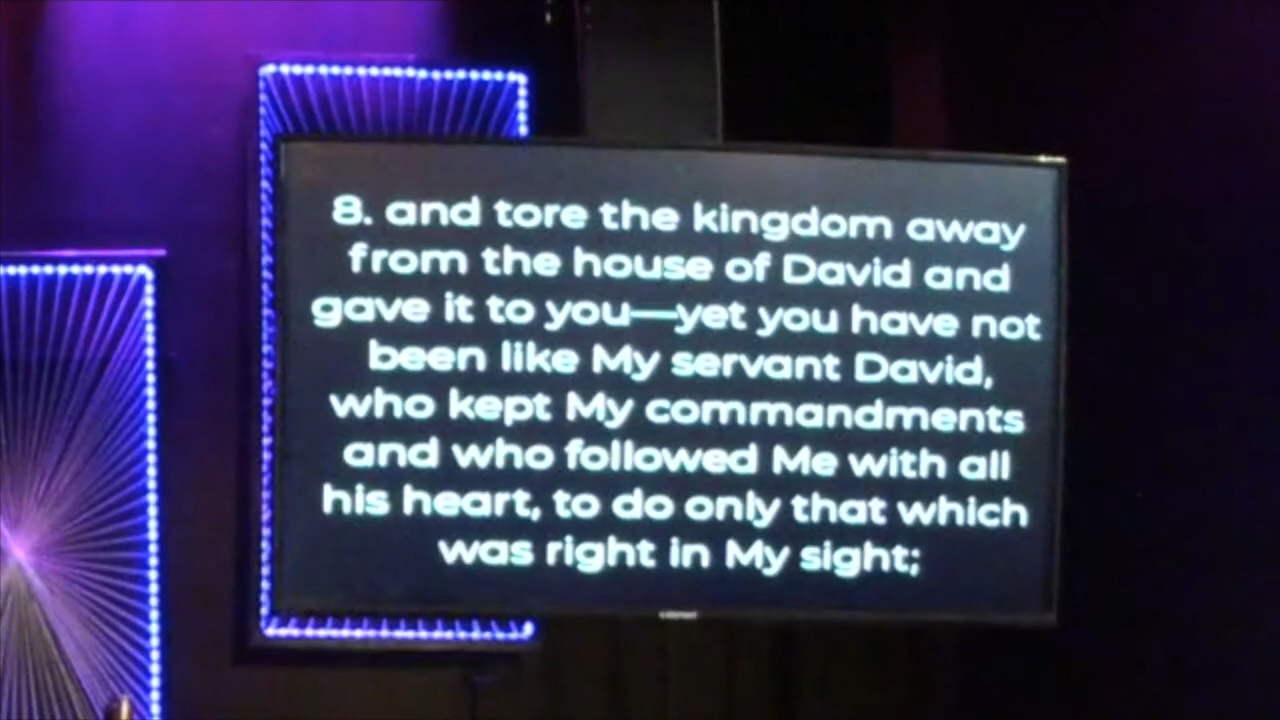 8. and tore the kingdom away
from the house of David and
gave it to you—yet you have not
been like My servant David,
who kept My commandments
and who followed Me with all
his heart, to do only that which
was right in My sight;